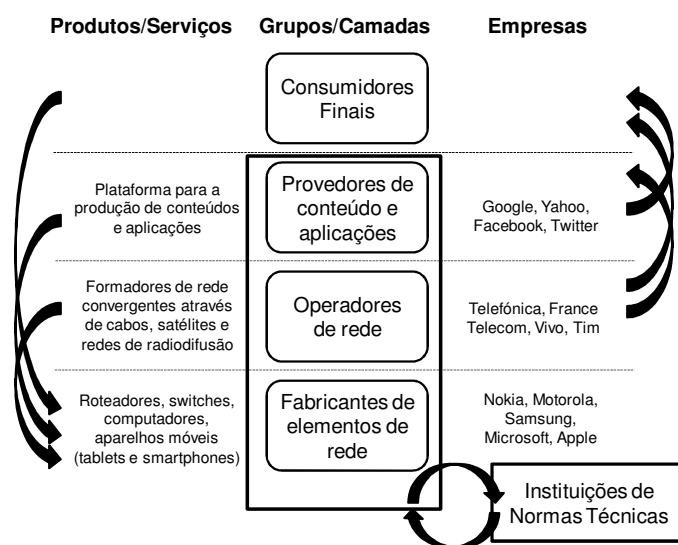 Produtos/Serviços Grupos/Camadas Empresas
Consumidores
Finais
Plataforma para a
produção de conteúdos
e aplicações
Provedores de
conteúdo e
aplicações
Google, Yahoo,
Facebook, Twitter
Formadores de rede
convergentes através
de cabos, satélites e
redes de radiodifusão
Operadores
de rede
Telefónica, France
Telecom, Vivo, Tim
Roteadores, switches,
computadores,
aparelhos móveis
(tablets e smartphones)
Fabricantes de
elementos de
rede
Nokia, Motorola,
Samsung,
Microsoft, Apple
Instituições de
Normas Técnicas